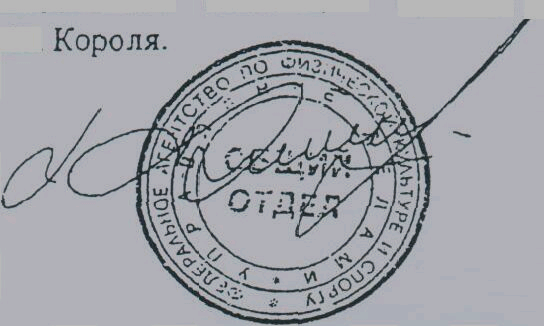 Короля.
ФЕДЕРАЛЬНОЕ АГЕНТСТВО ПО ФИЗИЧЕСКОЙ КУЛЬТУРЕ И СПОРТУ
ОБЩИЙ
ОТДЕЛ